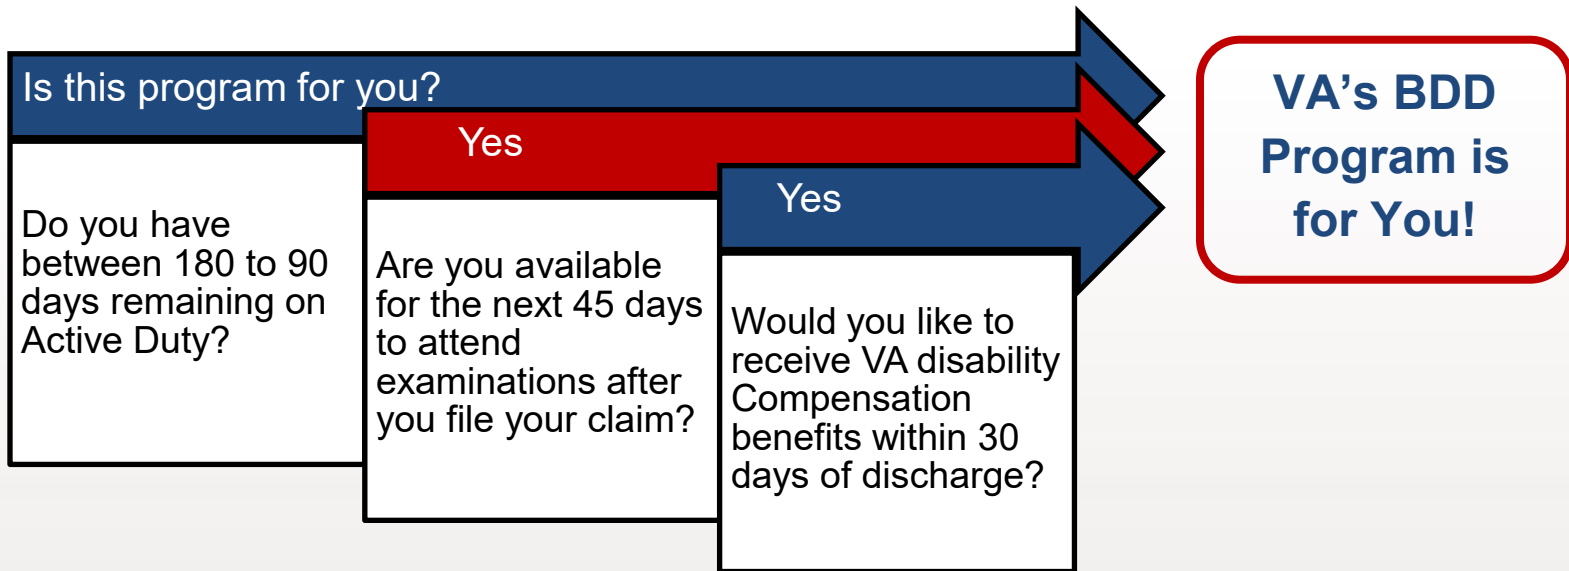 Is this program for you?
Do you have
between 180 to 90
days remaining on
Active Duty?
Yes
Are you available
for the next 45 days
to attend
examinations after
you file your claim?
Yes
Would you like to
receive VA disability
Compensation
benefits within 30
days of discharge?
VA’s BDD
Program is
for You!